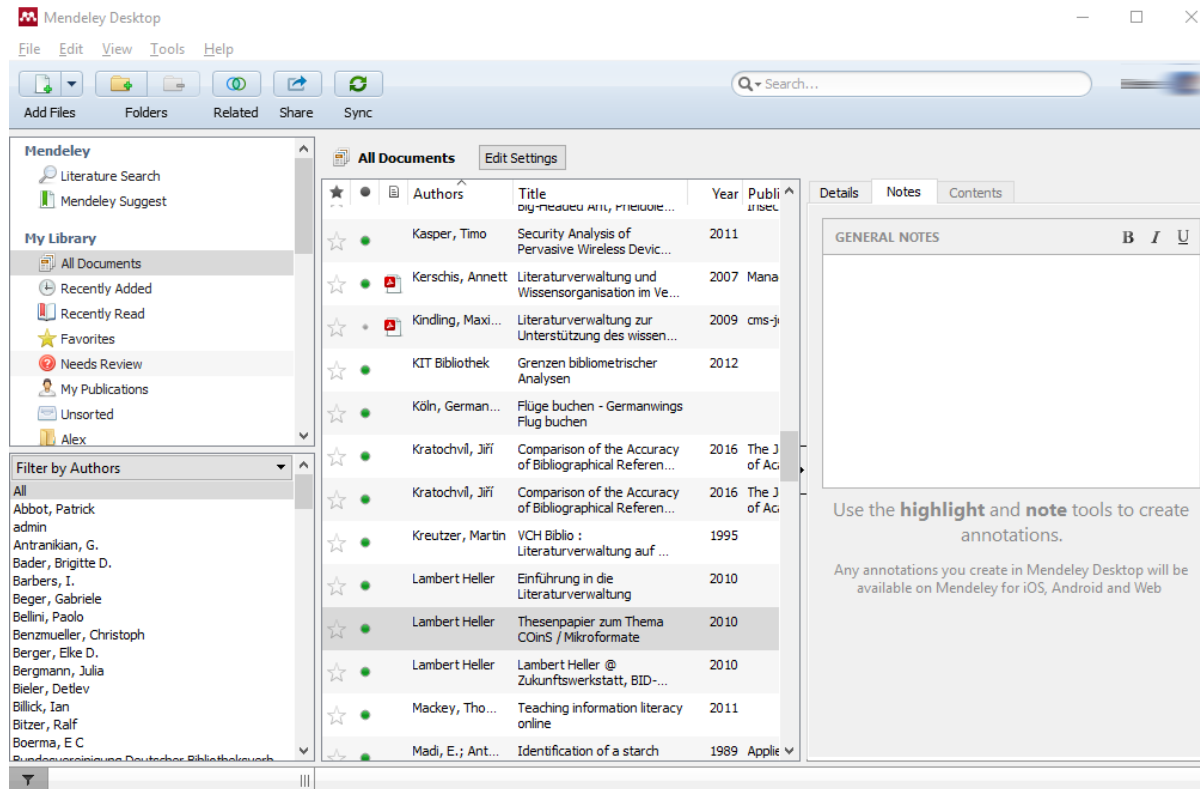 Mendeley Desktop
File Edit View Tools Help
Search...
Add Files Folders Related Share Sync
Mendeley
Literature Search
Mendeley Suggest
My Library
All Documents
Recently Added
Recently Read
Favorites
Needs Review
My Publications
Unsorted
Alex
Filter by Authors
All
Abbot, Patrick
admin
Antranikian, G.
Bader, Brigitte D.
Barbers, I.
Beger, Gabriele
Bellini, Paolo
Benzmueller, Christoph
Berger, Elke D.
Bergmann, Julia
Bieler, Detlev
Billick, Ian
Bitzer, Ralf
Boerma, E C
Bundesvereinigung Deutscher Bibliotheksverb
All Documents Edit Settings
Authors Title Year Publi
Big-Headed Ant, Pheidole... Insec
Kasper, Timo Security Analysis of 2011
Pervasive Wireless Devic...
Kerschis, Annett Literaturverwaltung und 2007 Mana
Wissensorganisation im Ve...
Kindling, Maxi... Literaturverwaltung zur 2009 cms-j
Unterstützung des wissen...
KIT Bibliothek Grenzen bibliometrischer 2012
Analysen
Köln, German... Flüge buchen - Germanwings
Flug buchen
Kratochvíl, Jiří Comparison of the Accuracy 2016 The J
of Bibliographical Referen... of Aca
Kratochvíl, Jiří Comparison of the Accuracy 2016 The J
of Bibliographical Referen... of Aca
Kreutzer, Martin VCH Biblio : 1995
Literaturverwaltung auf ...
Lambert Heller Einführung in die 2010
Literaturverwaltung
Lambert Heller Thesenpapier zum Thema 2010
COinS / Mikroformate
Lambert Heller Lambert Heller @ 2010
Zukunftswerkstatt, BID-...
Mackey, Tho... Teaching information literacy 2011
online
Madi, E.; Ant... Identification of a starch 1989 Applie
Details Notes Contents
GENERAL NOTES B I U
Use the highlight and note tools to create
annotations.
Any annotations you create in Mendeley Desktop will be
available on Mendeley for iOS, Android and Web